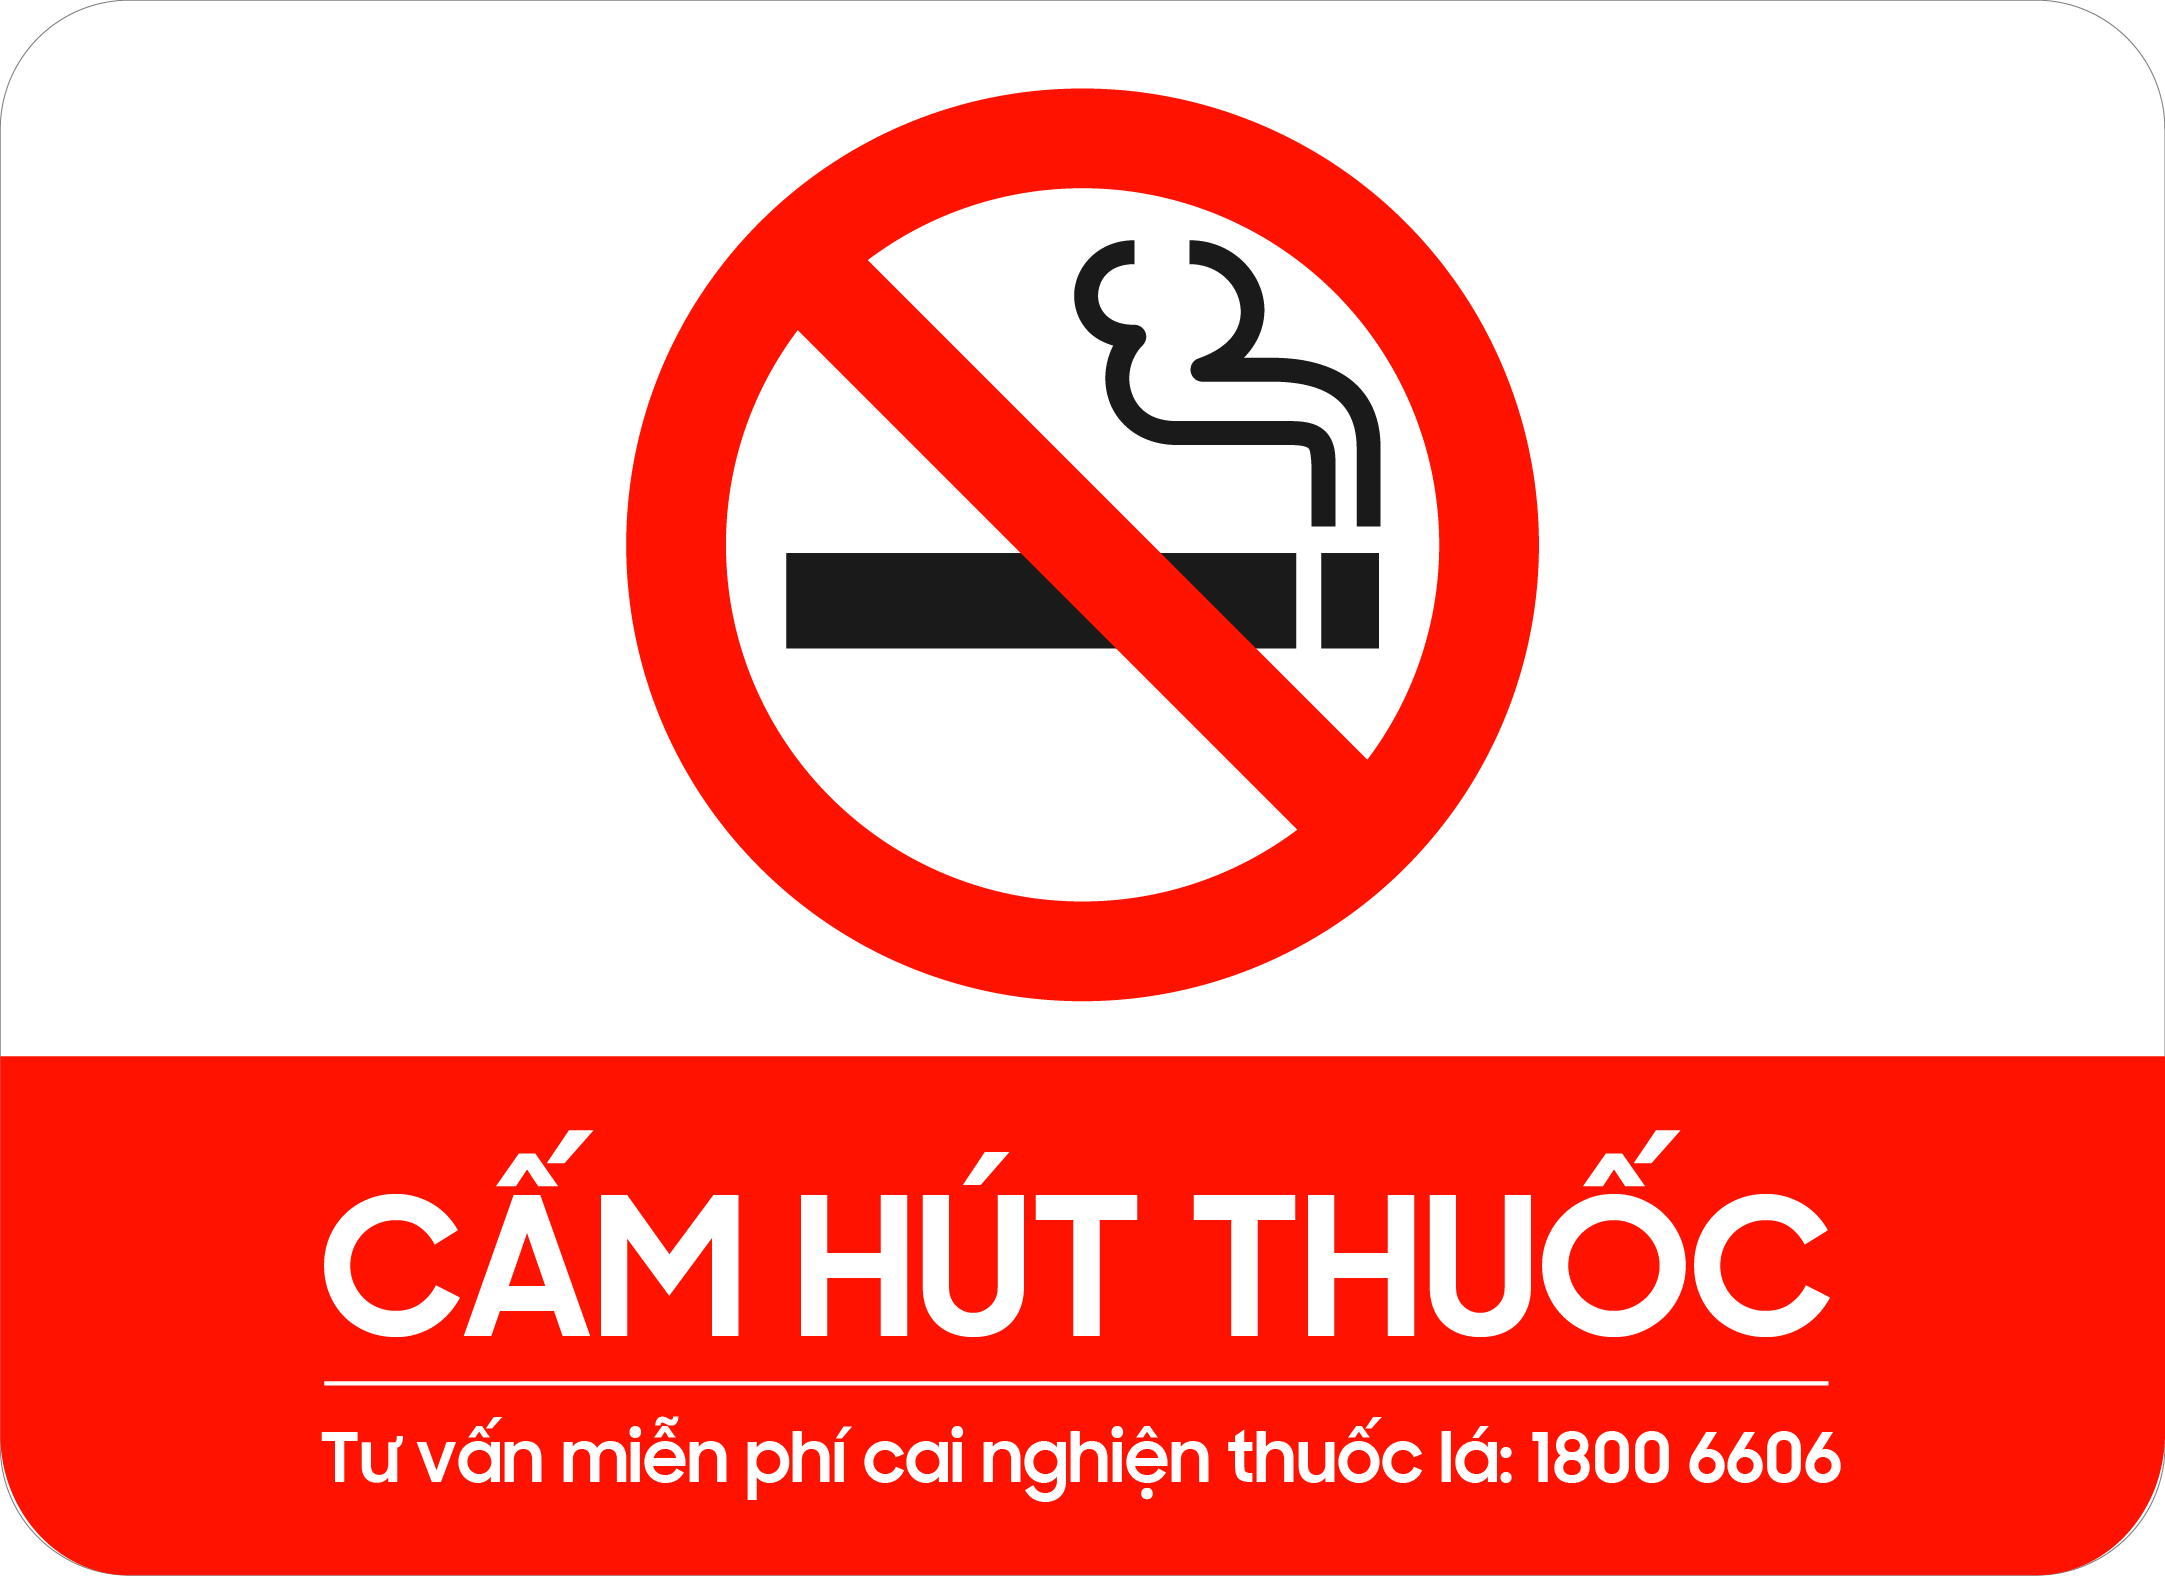 CẤM HÚT THUỐC
Tư vấn miễn phí cai nghiện thuốc lá: 1800 6606